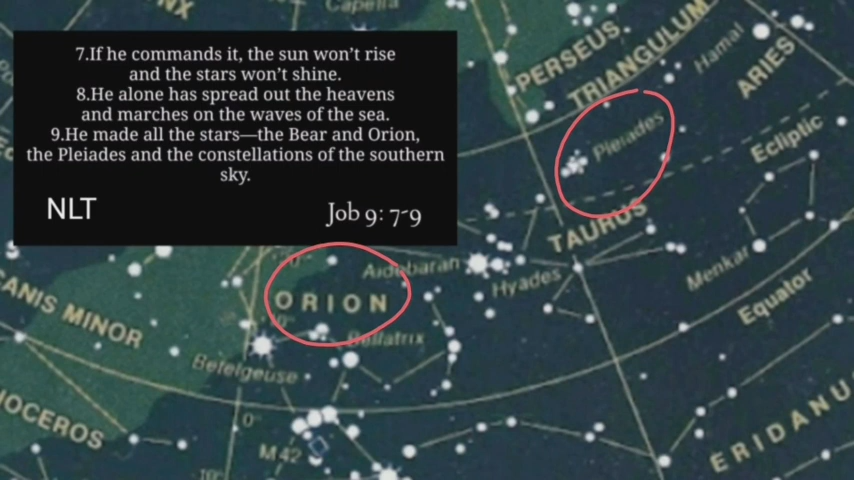 7.If he commands it, the sun won’t rise
and the stars won’t shine.
8.He alone has spread out the heavens
and marches on the waves of the sea.
9.He made all the stars—the Bear and Orion,
the Pleiades and the constellations of the southern
sky.
NLT
Job 9: 7-9
Capella
PERSEUS
TRIANGULUM
Hamal
ARIES
Pleiades
Ecliptic
TAURUS
Aldebaran
Hyades
Menkar
Equator
ORION
CANIS MINOR
Bellatrix
Betelgeuse
0°
M42
ERIDANU